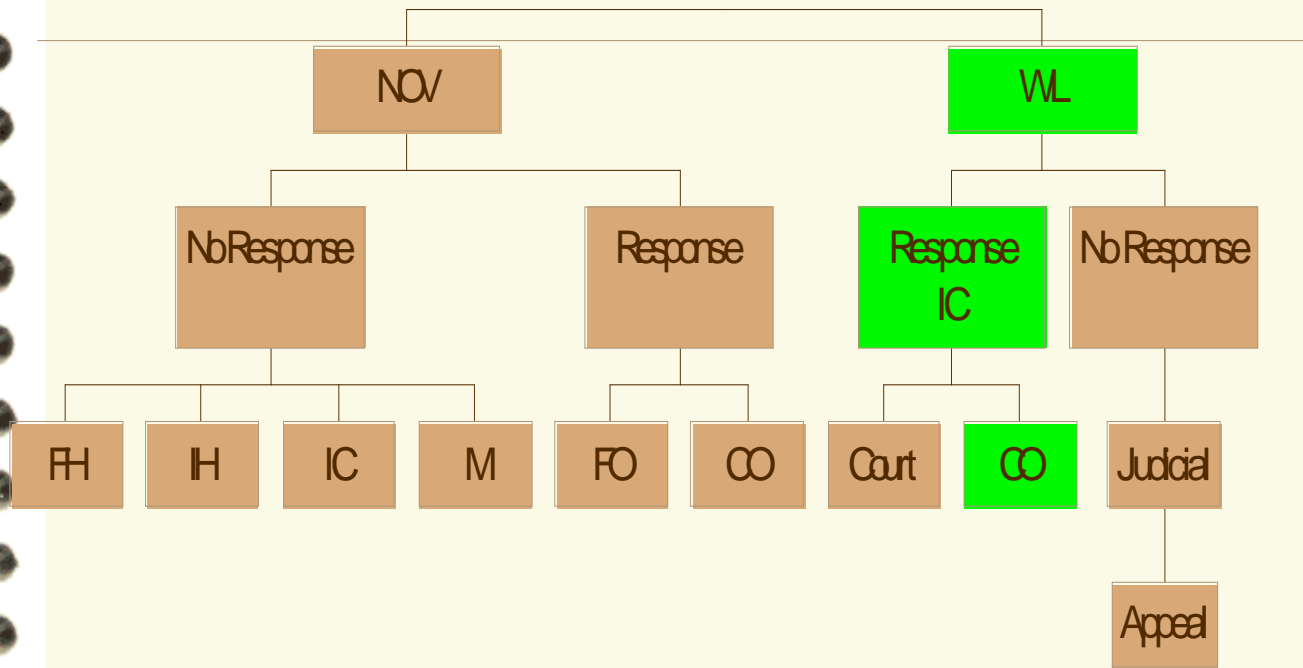 NOV
WL
No Response
Response
Response
IC
No Response
FH
IH
IC
M
FO
CO
Court
CO
Judicial
Appeal